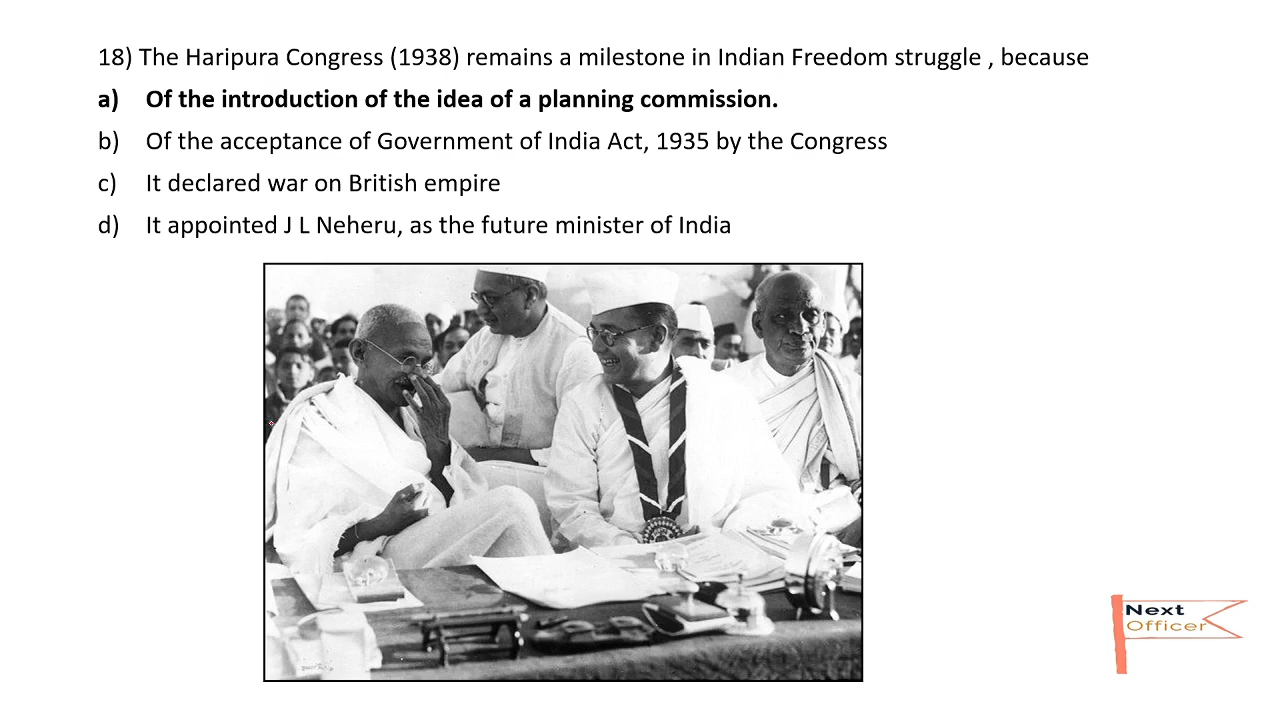 18) The Haripura Congress (1938) remains a milestone in Indian Freedom struggle , because
a) Of the introduction of the idea of a planning commission.
b) Of the acceptance of Government of India Act, 1935 by the Congress
c) It declared war on British empire
d) It appointed J L Neheru, as the future minister of India
Next
Officer